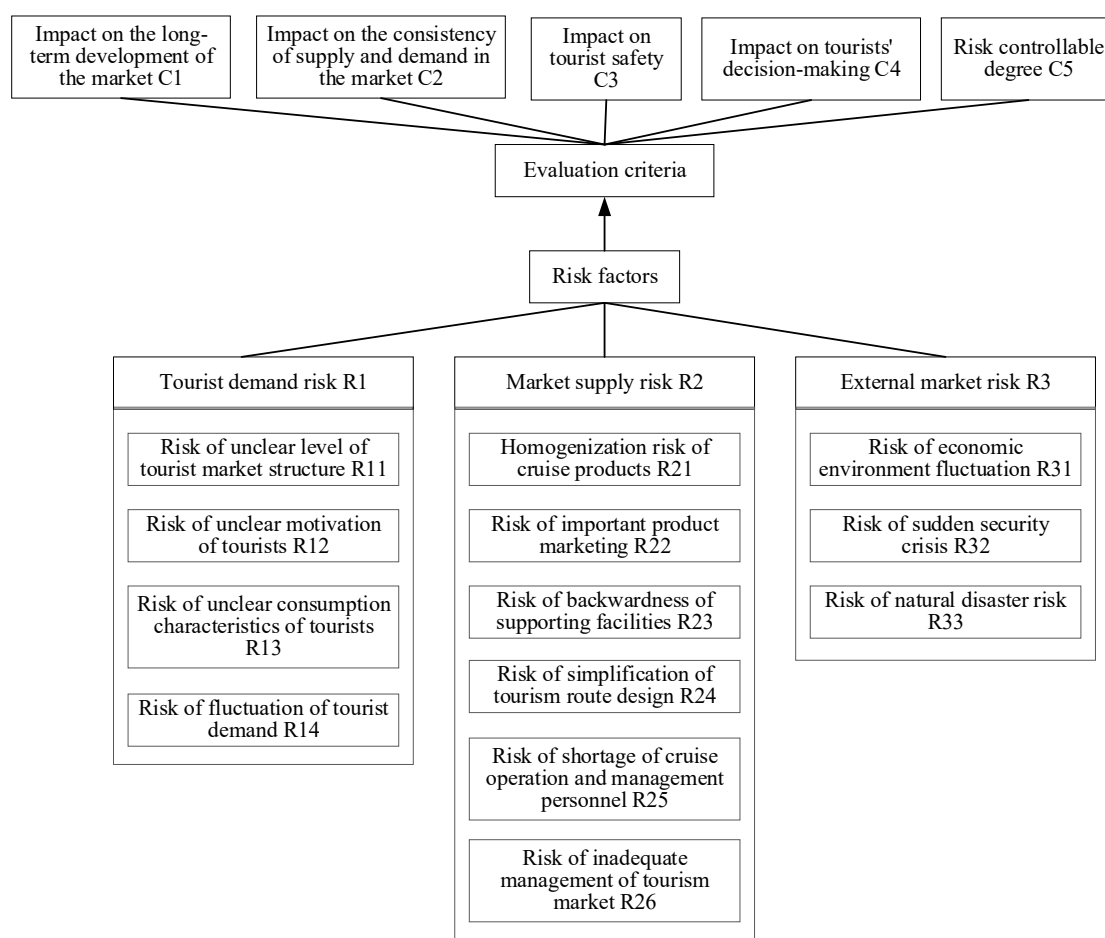 Impact on the long-
term development of
the market C1
Impact on the consistency
of supply and demand in
the market C2
Impact on
tourist safety
C3
Impact on tourists'
decision-making C4
Risk controllable
degree C5
Evaluation criteria
Risk factors
Tourist demand risk R1
Risk of unclear level of
tourist market structure R11
Risk of unclear motivation
of tourists R12
Risk of unclear consumption
characteristics of tourists
R13
Risk of fluctuation of tourist
demand R14
Market supply risk R2
Homogenization risk of
cruise products R21
Risk of important product
marketing R22
Risk of backwardness of
supporting facilities R23
Risk of simplification of
tourism route design R24
Risk of shortage of cruise
operation and management
personnel R25
Risk of inadequate
management of tourism
market R26
External market risk R3
Risk of economic
environment fluctuation R31
Risk of sudden security
crisis R32
Risk of natural disaster risk
R33